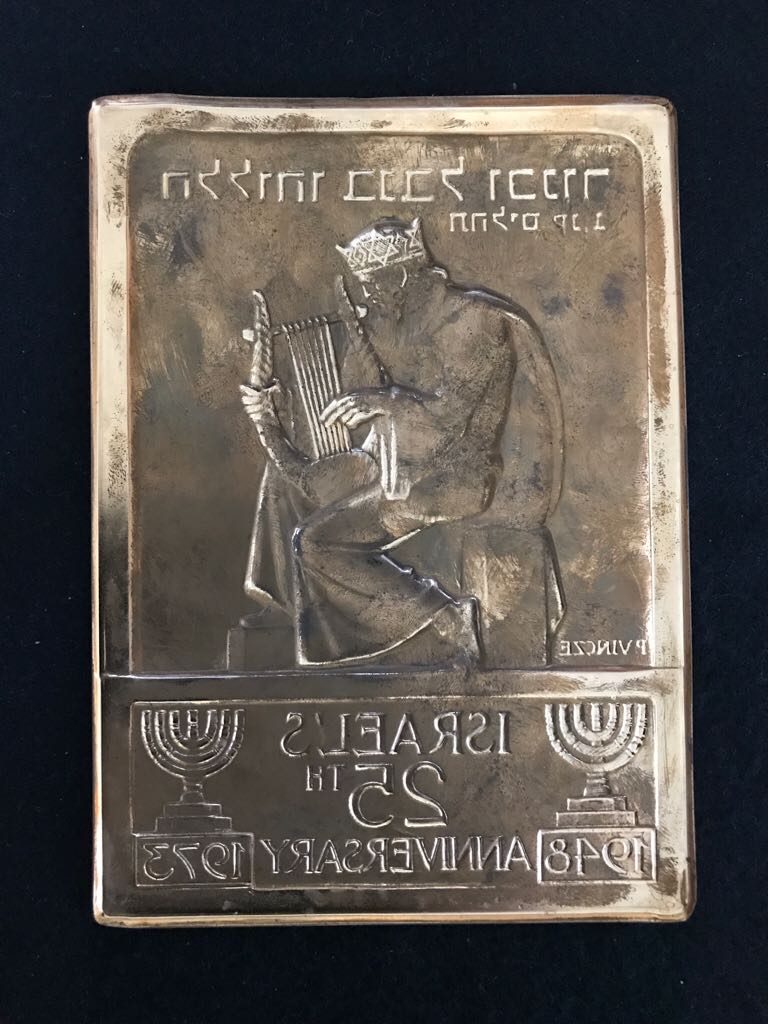 הללוהו בנבל וכנור
תהלים קנ.ג
P VINCZE
ISRAEL'S
25TH
1948 ANNIVERSARY 1973